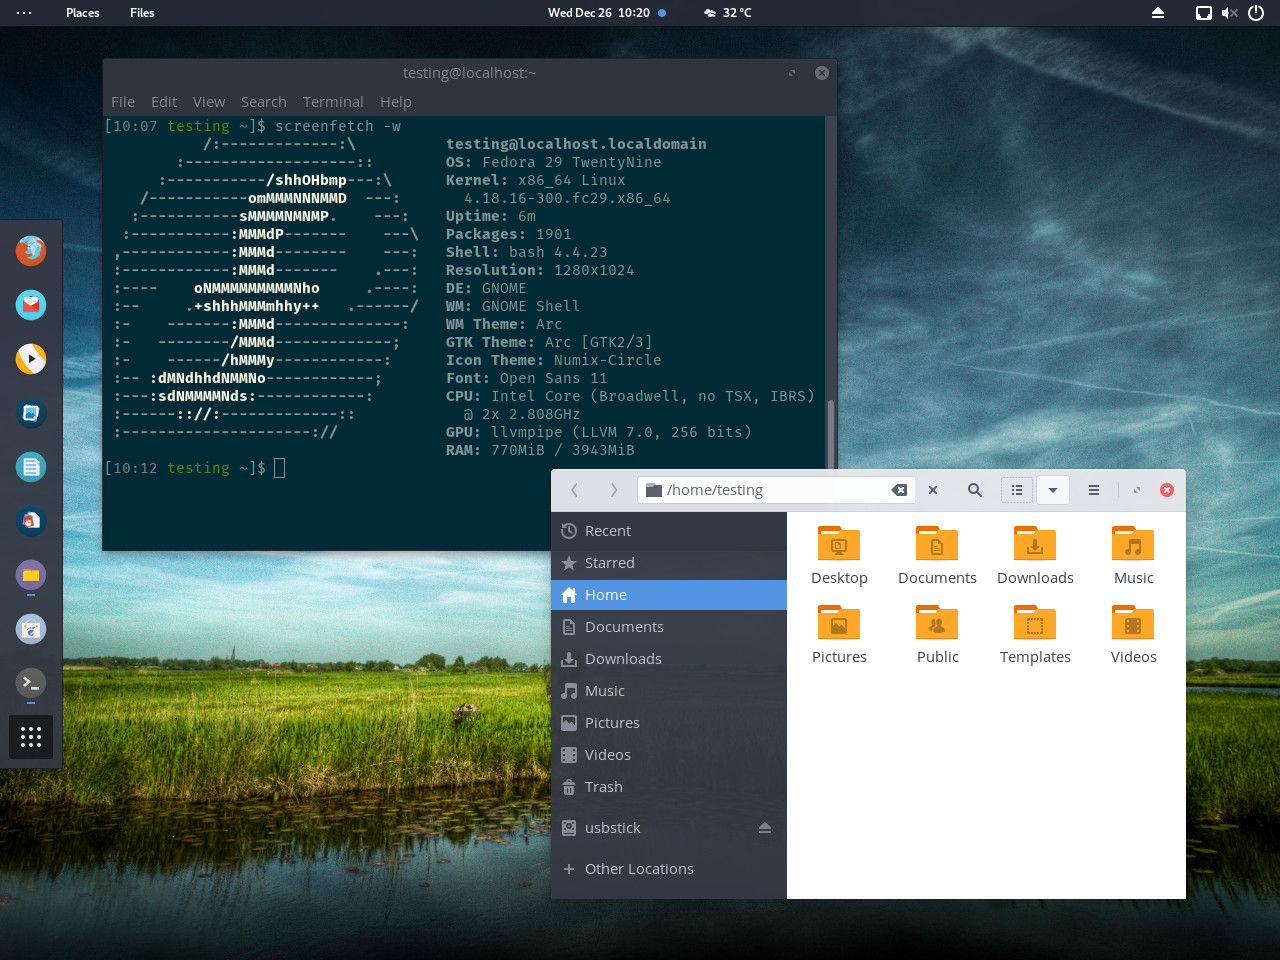 Places Files Wed Dec 26 10:20 32 °C
testing@localhost:~
File Edit View Search Terminal Help
[10:07 testing ~]$ screenfetch -w
/:-------------:\ testing@localhost.localdomain
:-------------------:: OS: Fedora 29 TwentyNine
:-----------/shhOHbmp---:\ Kernel: x86_64 Linux
/-----------omMMMNNNMMD ---: 4.18.16-300.fc29.x86_64
:-----------sMMMMNMNMP. ---: Uptime: 6m
:-----------:MMMdP------- ---\ Packages: 1901
,------------:MMMd-------- ---: Shell: bash 4.4.23
:------------:MMMd------- .---: Resolution: 1280x1024
:---- oNMMMMMMMMMNho .----: DE: GNOME
:-- .+shhhMMMmhhy++ .------/ WM: GNOME Shell
:- -------:MMMd--------------: WM Theme: Arc
:- --------/MMMd-------------; GTK Theme: Arc [GTK2/3]
:- ------/hMMMy------------: Icon Theme: Numix-Circle
:-- :dMNdhhdNMMNo------------; Font: Open Sans 11
:---:sdNMMMMNds:------------: CPU: Intel Core (Broadwell, no TSX, IBRS)
:------:://:-------------:: @ 2x 2.808GHz
:---------------------:// GPU: llvmpipe (LLVM 7.0, 256 bits)
RAM: 770MiB / 3943MiB
[10:12 testing ~]$
/home/testing
Recent
Starred
Home
Documents
Downloads
Music
Pictures
Videos
Trash
usbstick
Other Locations
Desktop Documents Downloads Music
Pictures Public Templates Videos